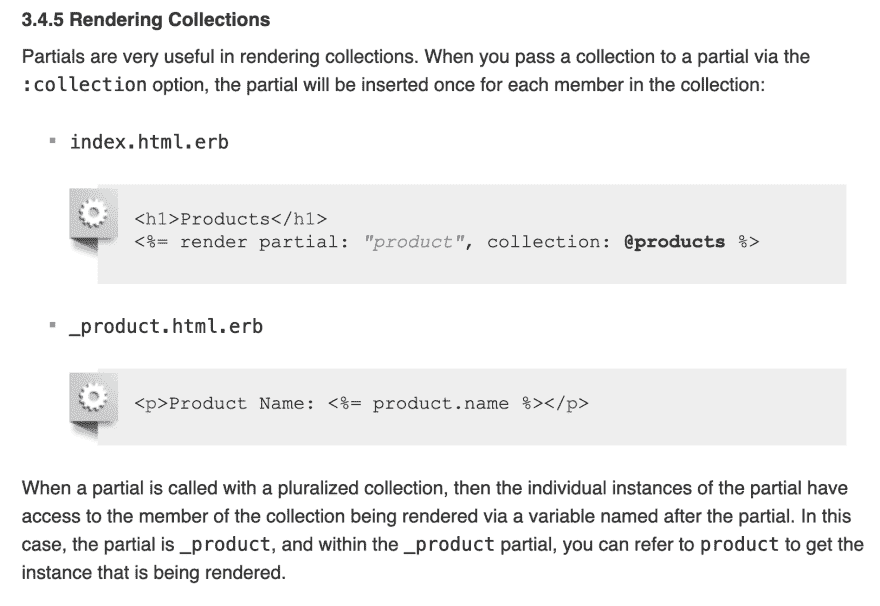 3.4.5 Rendering Collections
Partials are very useful in rendering collections. When you pass a collection to a partial via the
:collection option, the partial will be inserted once for each member in the collection:
index.html.erb
<h1>Products</h1>
<%= render partial: "product", collection: @products %>
_product.html.erb
<p>Product Name: <%= product.name %></p>
When a partial is called with a pluralized collection, then the individual instances of the partial have
access to the member of the collection being rendered via a variable named after the partial. In this
case, the partial is _product, and within the _product partial, you can refer to product to get the
instance that is being rendered.